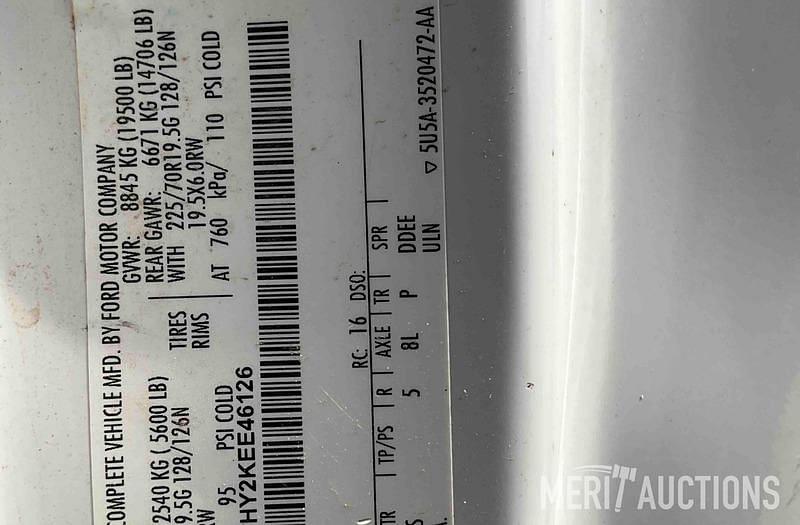 OMPLETE VEHICLE MFD. BY FORD MOTOR COMPANY
GVWR: 8845 KG (19500 LB)
2540 KG ( 5600 LB) REAR GAWR: 6671 KG (14706 LB)
9.5G 128/126N TIRES WITH 225/70R19.5G 128/126N
RIMS 19.5X6.0RW
95 PSI COLD AT 760 kPa/ 110 PSI COLD
HY2KEE46126
RC: 16 DSO:
TR TP/PS R AXLE TR SPR
5 8L P DDEE
ULN
▽ 5U5A-3520472-AA
MERIT AUCTIONS